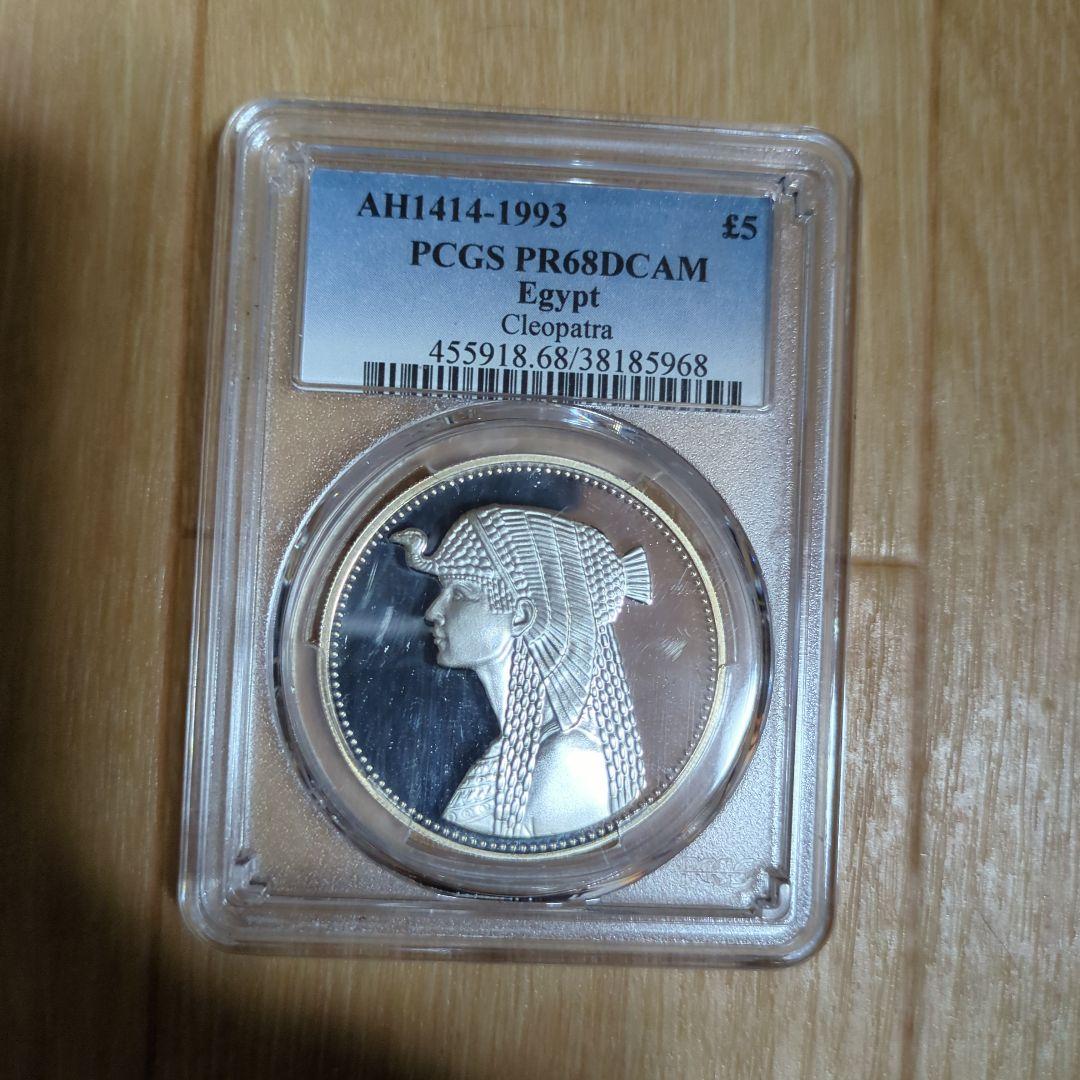 AH1414-1993 £5
PCGS PR68DCAM
Egypt
Cleopatra
455918.68/38185968